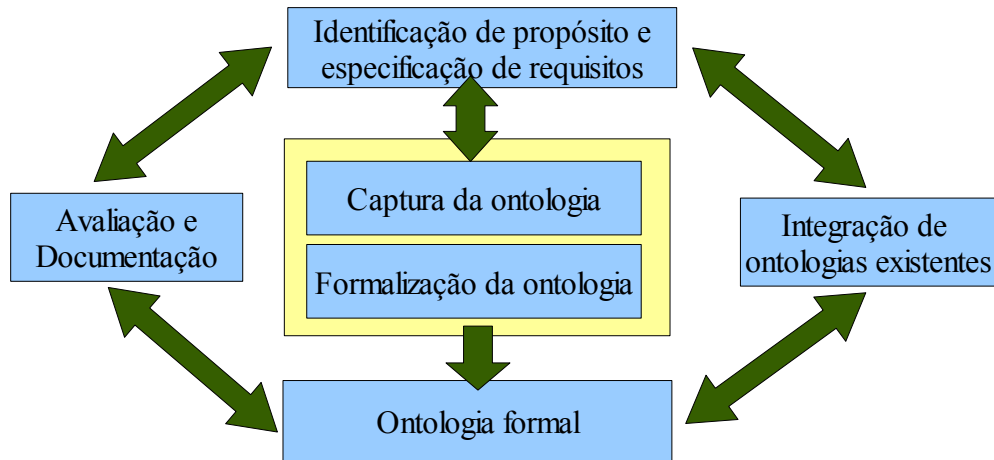 Identificação de propósito e
especificação de requisitos
Captura da ontologia
Formalização da ontologia
Avaliação e
Documentação
Integração de
ontologias existentes
Ontologia formal